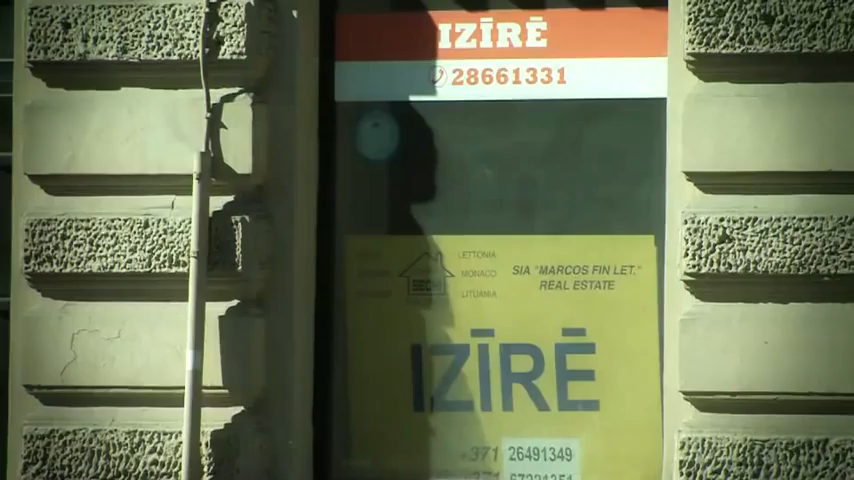 IZĪRĒ
28661331
LETTONIA
MONACO
LITUANIA
SIA "MARCOS FIN LET."
REAL ESTATE
IZĪRĒ
+371 26491349